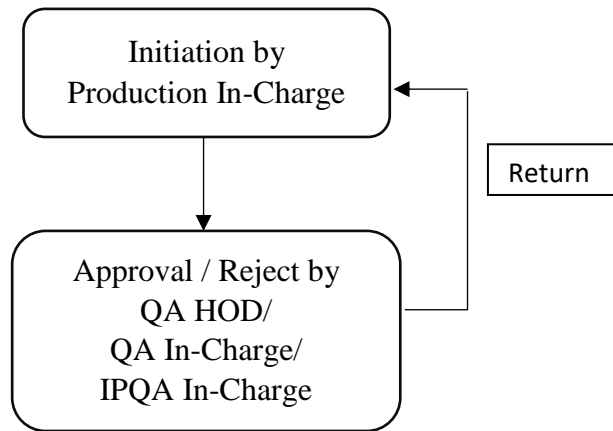 Initiation by
Production In-Charge
Return
Approval / Reject by
QA HOD/
QA In-Charge/
IPQA In-Charge